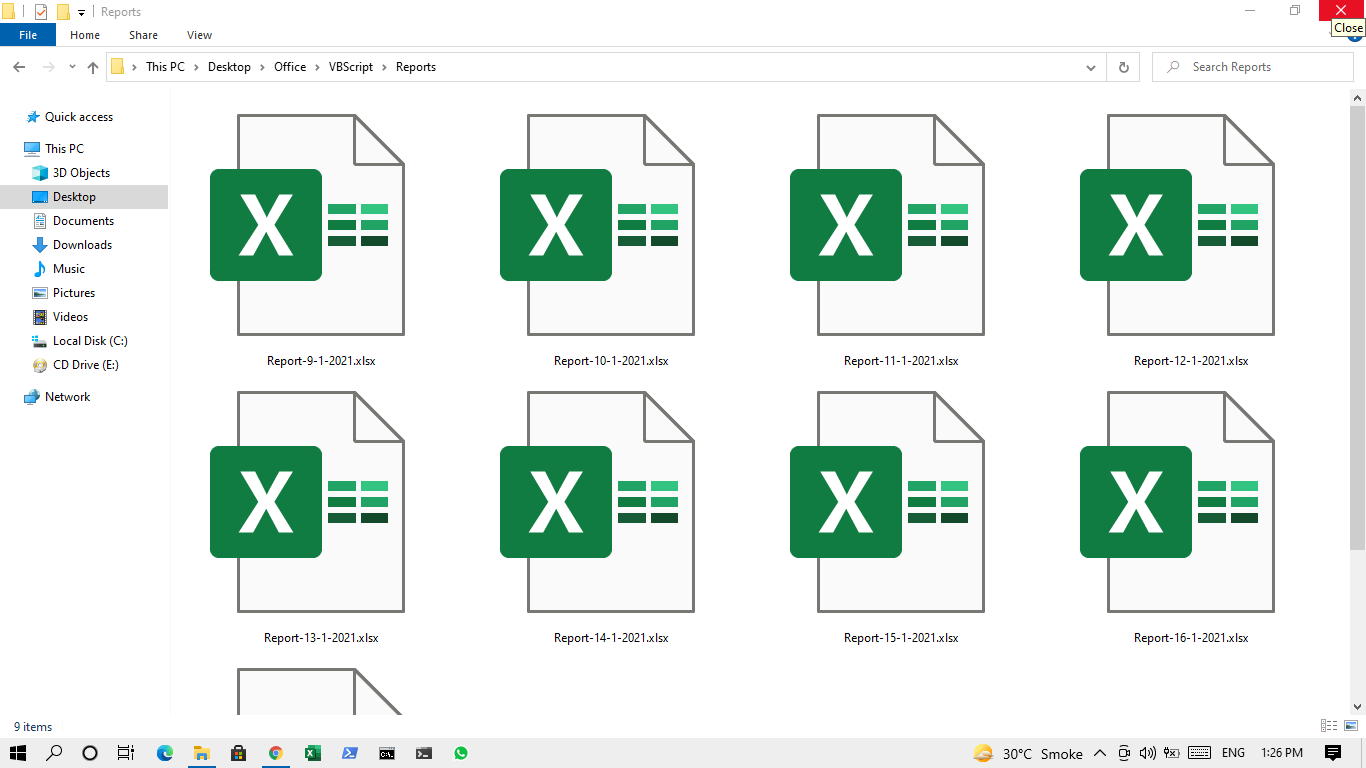 Reports
Close
File Home Share View
This PC Desktop Office VBScript Reports
Search Reports
Quick access
This PC
3D Objects
Desktop
Documents
Downloads
Music
Pictures
Videos
Local Disk (C:)
CD Drive (E:)
Network
X X X X
Report-9-1-2021.xlsx Report-10-1-2021.xlsx Report-11-1-2021.xlsx Report-12-1-2021.xlsx
X X X X
Report-13-1-2021.xlsx Report-14-1-2021.xlsx Report-15-1-2021.xlsx Report-16-1-2021.xlsx
9 items
30°C Smoke ENG 1:26 PM